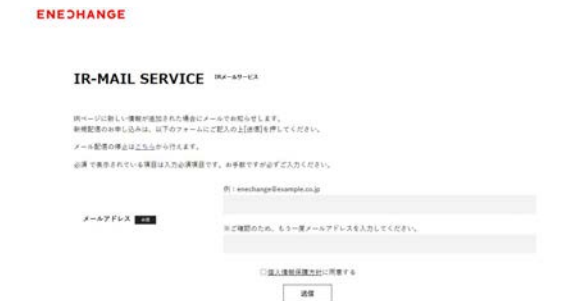 ENECHANGE
IR-MAIL SERVICE IRメールサービス
IRページに新しい情報が追加された場合にメールでお知らせします。
新規配信のお申し込みは、以下のフォームにご記入の上[送信]を押してください。
メール配信の停止はこちらから行えます。
必須 で表示されている項目は入力必須項目です。お手数ですが必ずご入力ください。
例：enechange@example.co.jp
メールアドレス 必須
※ご確認のため、もう一度メールアドレスを入力してください。
個人情報保護方針に同意する
送信